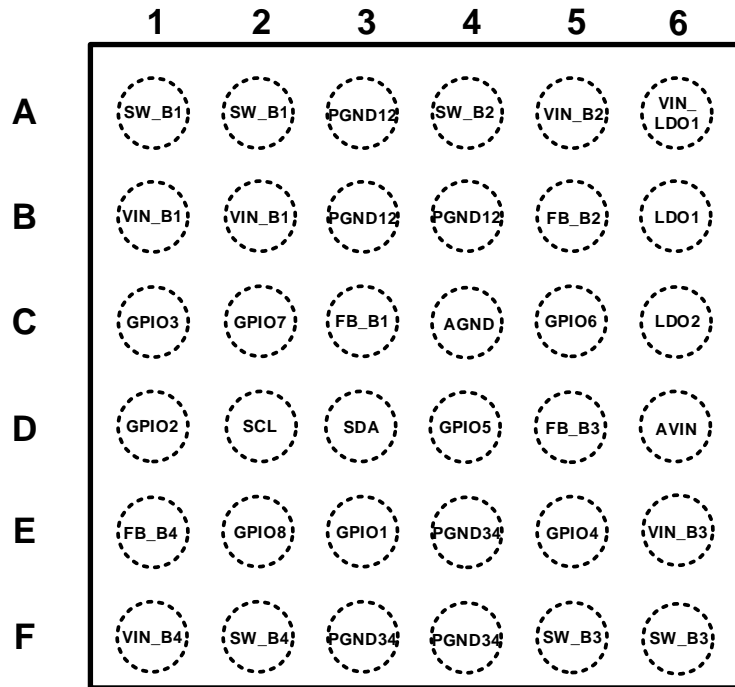 1 2 3 4 5 6
A SW_B1 SW_B1 PGND12 SW_B2 VIN_B2 VIN_
LDO1
B VIN_B1 VIN_B1 PGND12 PGND12 FB_B2 LDO1
C GPIO3 GPIO7 FB_B1 AGND GPIO6 LDO2
D GPIO2 SCL SDA GPIO5 FB_B3 AVIN
E FB_B4 GPIO8 GPIO1 PGND34 GPIO4 VIN_B3
F VIN_B4 SW_B4 PGND34 PGND34 SW_B3 SW_B3